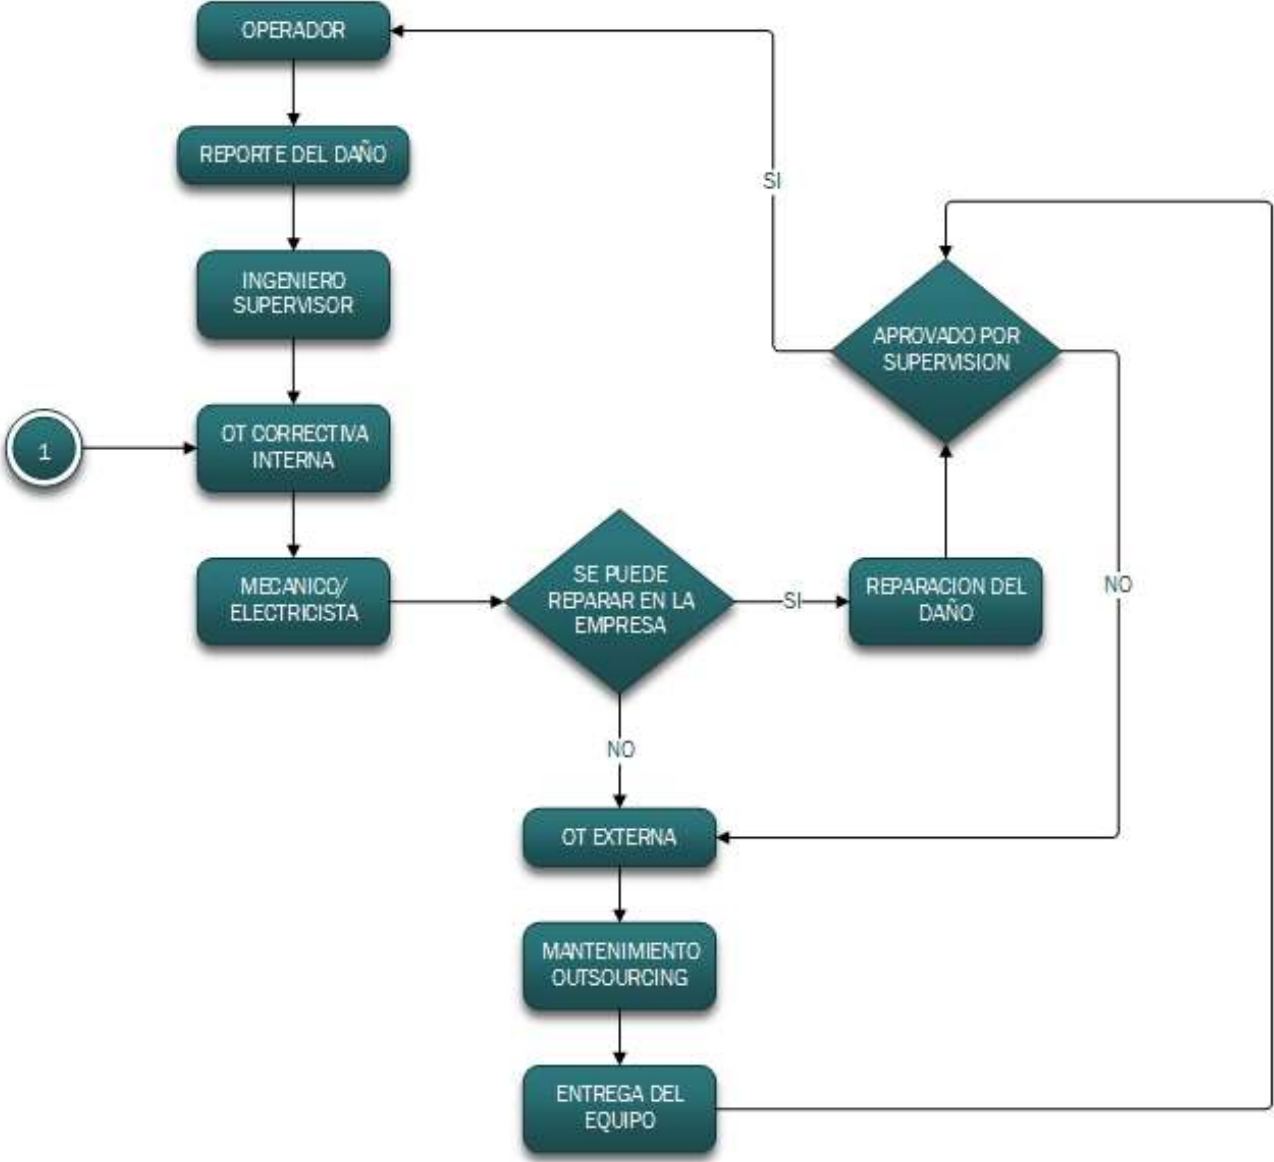 OPERADOR
REPORTE DEL DAÑO
SI
INGENIERO
SUPERVISOR
APROVADO POR
SUPERVISION
1
OT CORRECTIVA
INTERNA
MECANICO/
ELECTRICISTA
SE PUEDE
REPARAR EN LA
EMPRESA
SI
REPARACION DEL
DAÑO
NO
NO
OT EXTERNA
MANTENIMIENTO
OUTSOURCING
ENTREGA DEL
EQUIPO